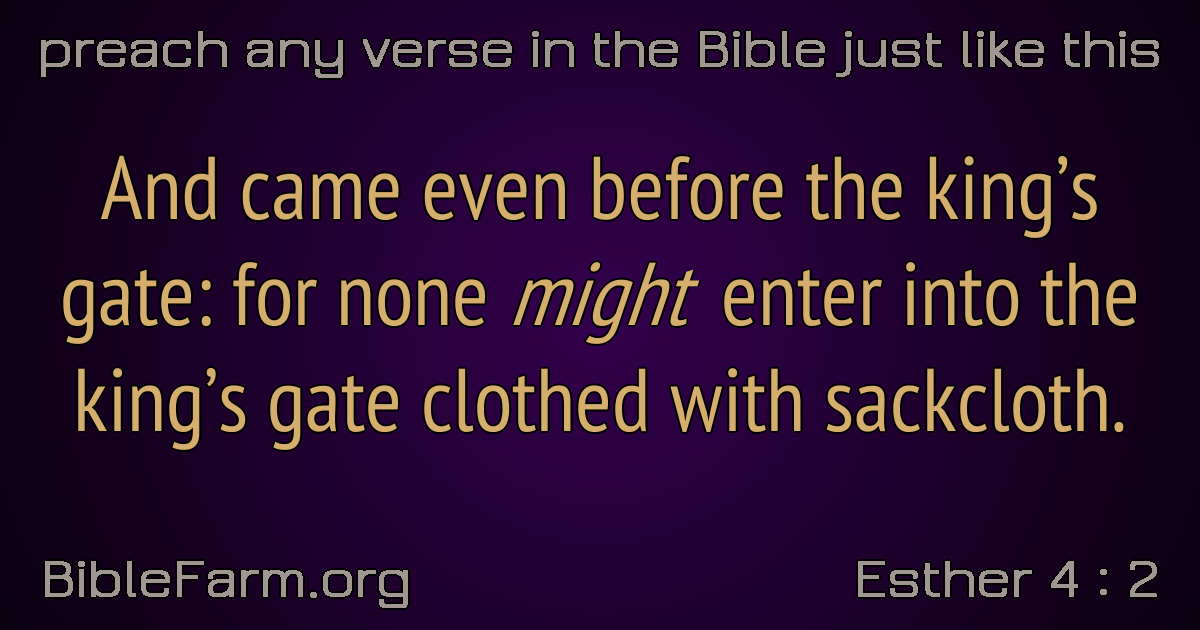 preach any verse in the Bible just like this
And came even before the king’s
gate: for none might enter into the
king’s gate clothed with sackcloth.
BibleFarm.org
Esther 4 : 2